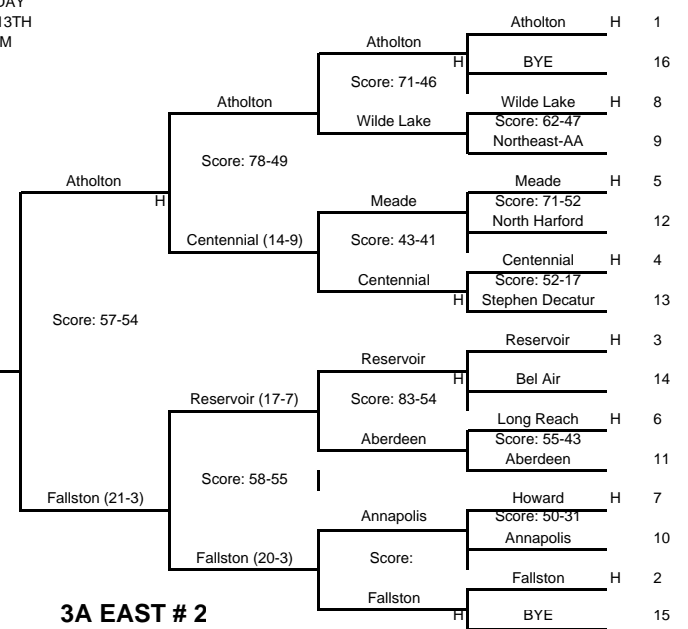 DAY
13TH
M
Atholton H 1
Atholton
H BYE 16
Score: 71-46
Atholton
Wilde Lake H 8
Wilde Lake Score: 62-47
Northeast-AA 9
Score: 78-49
Atholton
H
Meade H 5
Meade Score: 71-52
North Harford 12
Centennial (14-9) Score: 43-41
Centennial H 4
Centennial Score: 52-17
H Stephen Decatur 13
Score: 57-54
Reservoir H 3
Reservoir
H Bel Air 14
Reservoir (17-7) Score: 83-54
Long Reach H 6
Aberdeen Score: 55-43
Aberdeen 11
Score: 58-55
Fallston (21-3)
Howard H 7
Annapolis Score: 50-31
Annapolis 10
Fallston (20-3) Score:
Fallston H 2
Fallston
H BYE 15
3A EAST # 2